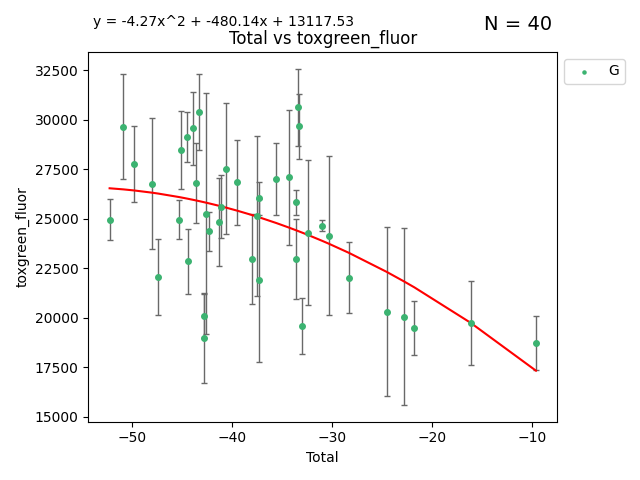 y = -4.27x^2 + -480.14x + 13117.53
N = 40
Total vs toxgreen_fluor
G
32500
30000
27500
25000
22500
20000
17500
15000
toxgreen_fluor
−50
−40
−30
−20
−10
Total